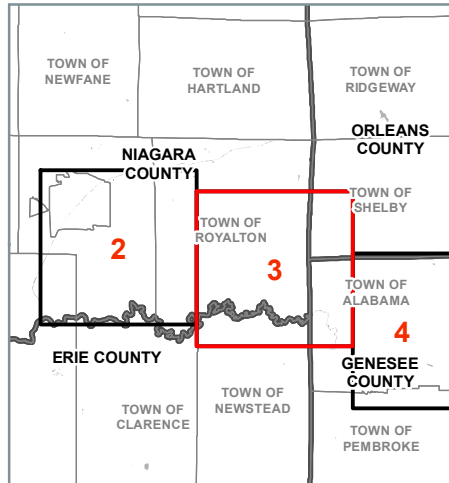 TOWN OF
NEWFANE
TOWN OF
HARTLAND
TOWN OF
RIDGEWAY
ORLEANS
COUNTY
NIAGARA
COUNTY
TOWN OF
SHELBY
TOWN OF
ROYALTON
2
3
TOWN OF
ALABAMA
4
ERIE COUNTY
GENESEE
COUNTY
TOWN OF
CLARENCE
TOWN OF
NEWSTEAD
TOWN OF
PEMBROKE